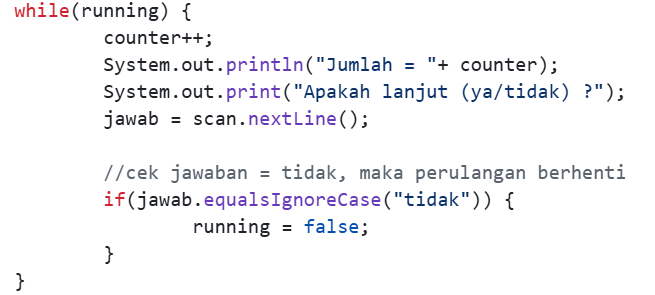 while(running) {
counter++;
System.out.println("Jumlah = "+ counter);
System.out.print("Apakah lanjut (ya/tidak) ?");
jawab = scan.nextLine();
//cek jawaban = tidak, maka perulangan berhenti
if(jawab.equalsIgnoreCase("tidak")) {
running = false;
}
}